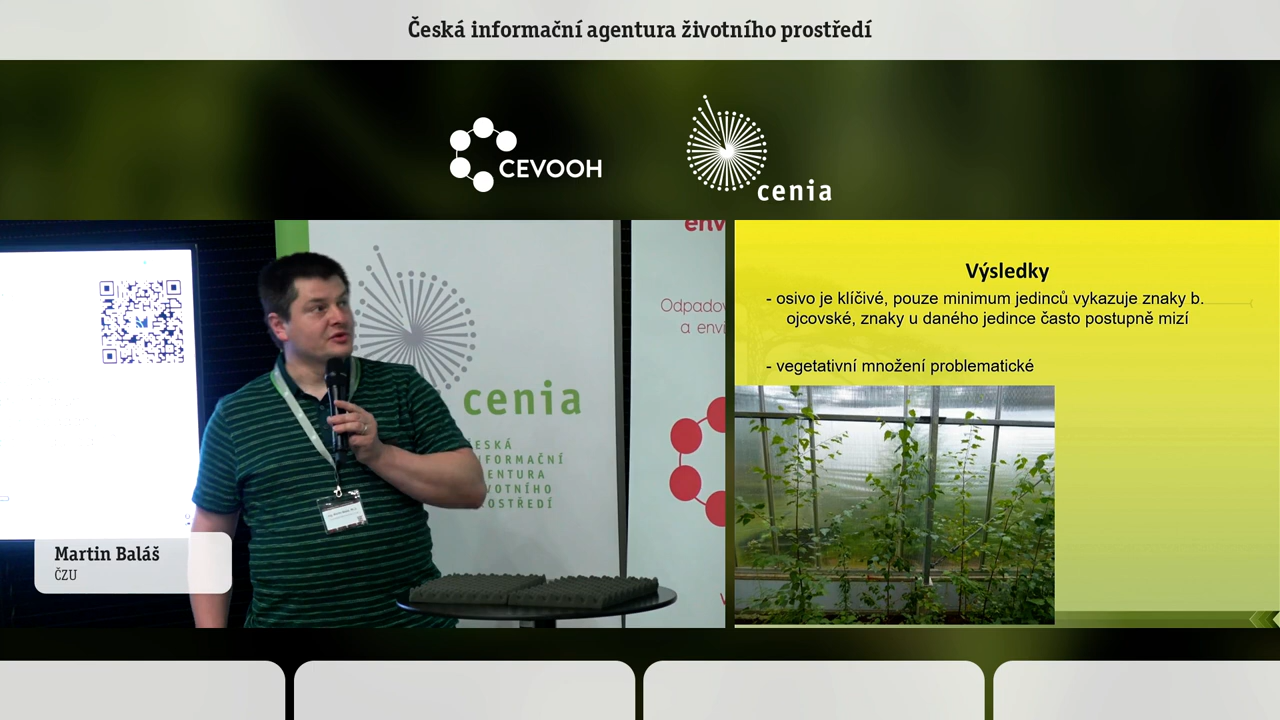 Česká informační agentura životního prostředí
CEVOOH
cenia
env
Odpadov
a envi
cenia
ČESKÁ
INFORMAČNÍ
AGENTURA
ŽIVOTNÍHO
PROSTŘEDÍ
Martin Baláš
ČZU
Výsledky
- osivo je klíčivé, pouze minimum jedinců vykazuje znaky b.
ojcovské, znaky u daného jedince často postupně mizí
- vegetativní množení problematické